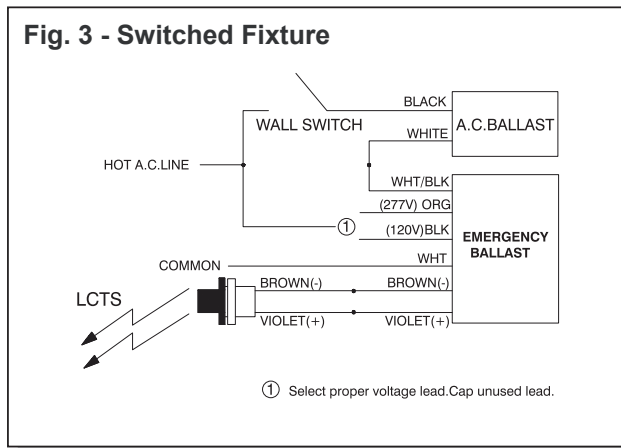 Fig. 3 - Switched Fixture
BLACK
WALL SWITCH
A.C.BALLAST
WHITE
HOT A.C.LINE
WHT/BLK
(277V) ORG
①
(120V)BLK
EMERGENCY
BALLAST
WHT
COMMON
LCTS
BROWN(-)
BROWN(-)
VIOLET(+)
VIOLET(+)
① Select proper voltage lead.Cap unused lead.